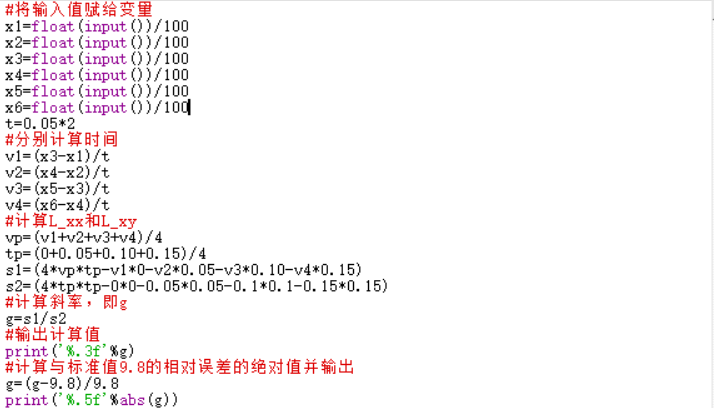 #将输入值赋给变量
x1=float(input())/100
x2=float(input())/100
x3=float(input())/100
x4=float(input())/100
x5=float(input())/100
x6=float(input())/100
t=0.05*2
#分别计算时间
v1=(x3-x1)/t
v2=(x4-x2)/t
v3=(x5-x3)/t
v4=(x6-x4)/t
#计算L_xx和L_xy
vp=(v1+v2+v3+v4)/4
tp=(0+0.05+0.10+0.15)/4
s1=(4*vp*tp-v1*0-v2*0.05-v3*0.10-v4*0.15)
s2=(4*tp*tp-0*0-0.05*0.05-0.1*0.1-0.15*0.15)
#计算斜率，即g
g=s1/s2
#输出计算值
print('%.3f'%g)
#计算与标准值9.8的相对误差的绝对值并输出
g=(g-9.8)/9.8
print('%.5f'%abs(g))